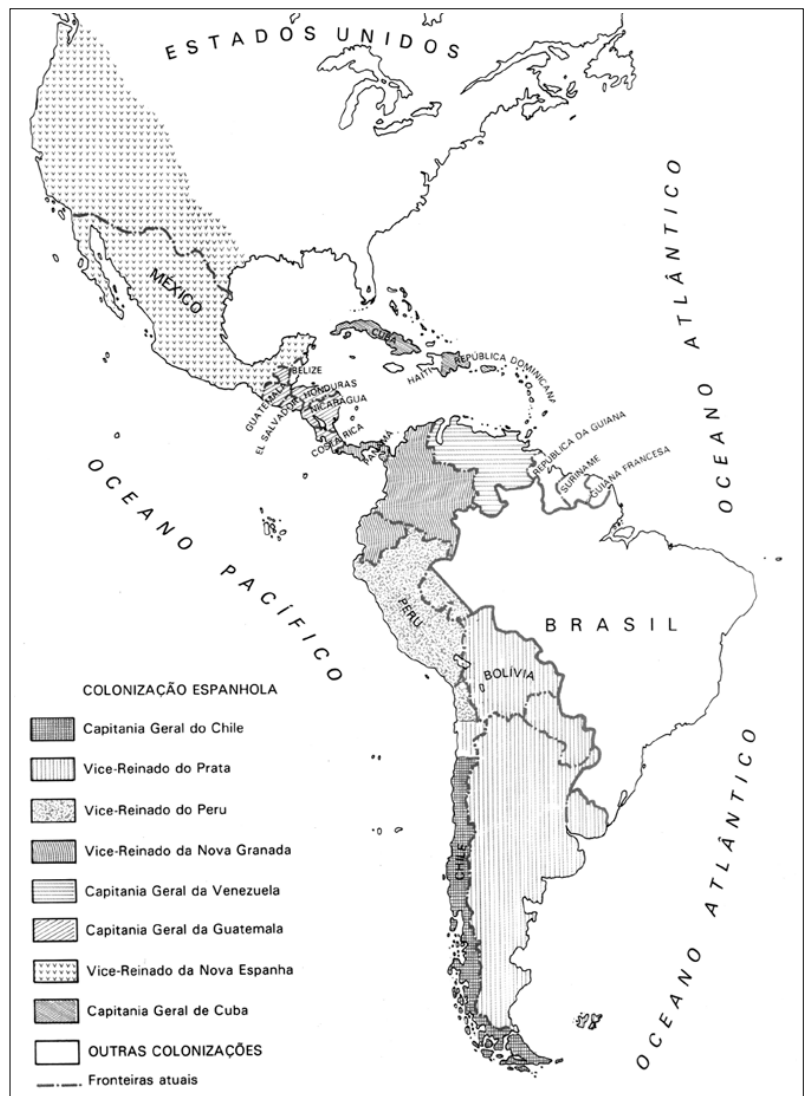 ESTADOS UNIDOS
OCEANO ATLÂNTICO
MÉXICO
CUBA
REPÚBLICA DOMINICANA
HAITI
BELIZE
GUATEMALA
HONDURAS
EL SALVADOR
NICARAGUA
COSTA RICA
PANAMÁ
REPÚBLICA DA GUIANA
SURINAME
GUIANA FRANCESA
OCEANO PACÍFICO
PERU
BRASIL
BOLÍVIA
CHILE
OCEANO ATLÂNTICO
COLONIZAÇÃO ESPANHOLA
Capitania Geral do Chile
Vice-Reinado do Prata
Vice-Reinado do Peru
Vice-Reinado da Nova Granada
Capitania Geral da Venezuela
Capitania Geral da Guatemala
Vice-Reinado da Nova Espanha
Capitania Geral de Cuba
OUTRAS COLONIZAÇÕES
Fronteiras atuais